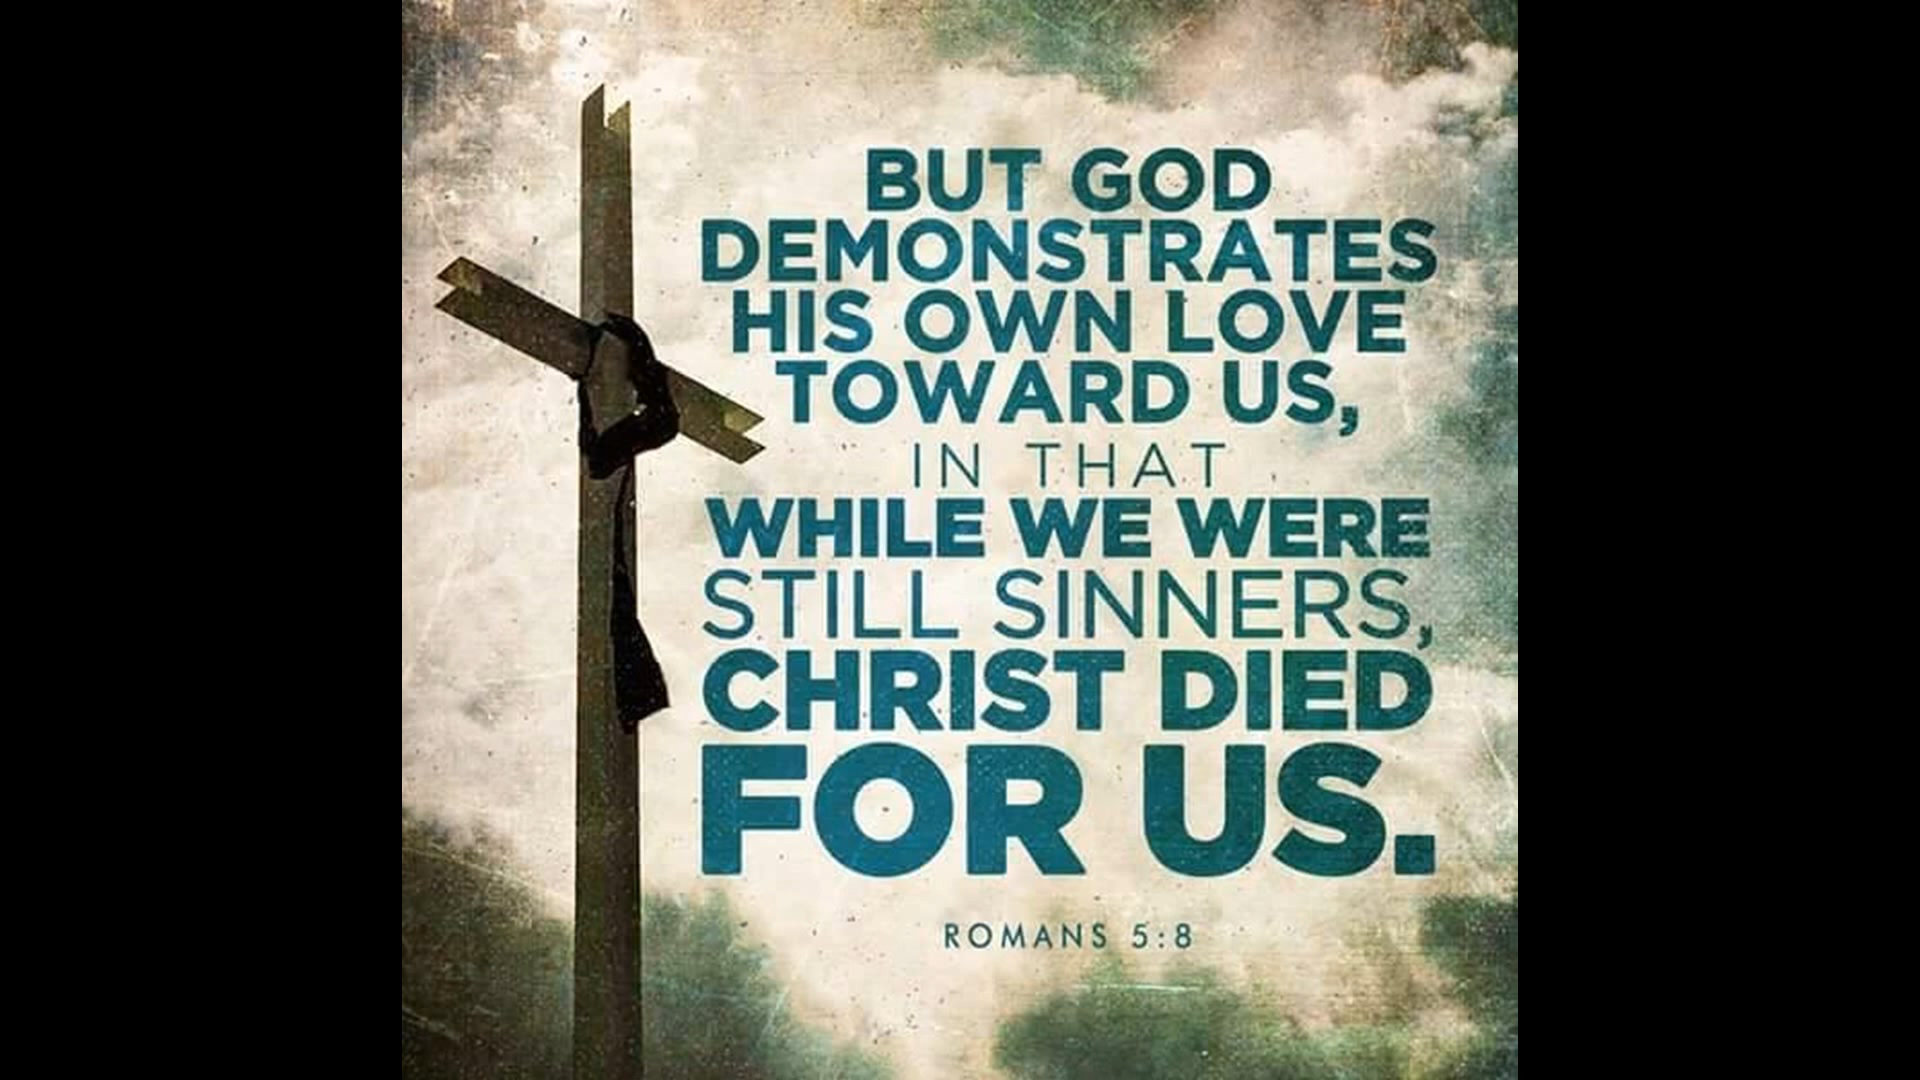 BUT GOD
DEMONSTRATES
HIS OWN LOVE
TOWARD US,
IN THAT
WHILE WE WERE
STILL SINNERS,
CHRIST DIED
FOR US.
ROMANS 5:8